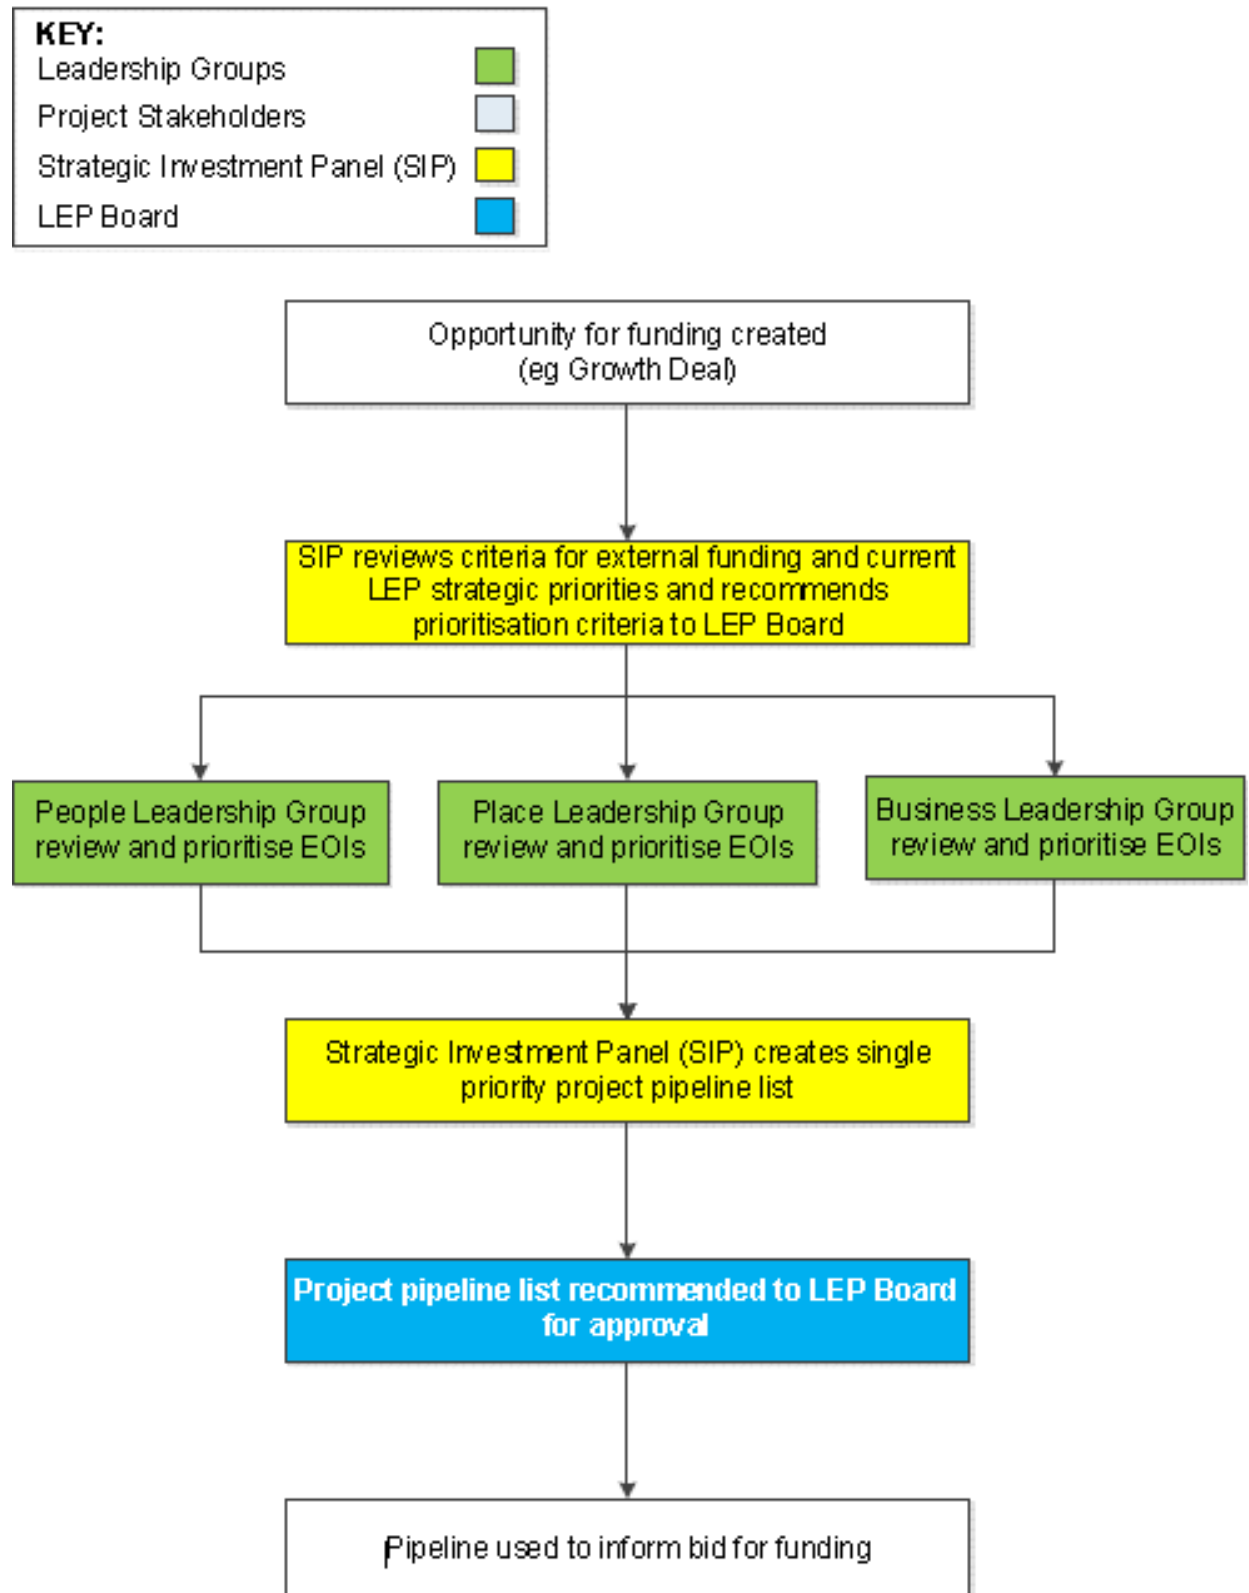 KEY:
Leadership Groups
Project Stakeholders
Strategic Investment Panel (SIP)
LEP Board
Opportunity for funding created
(eg Growth Deal)
SIP reviews criteria for external funding and current
LEP strategic priorities and recommends
prioritisation criteria to LEP Board
People Leadership Group
review and prioritise EOIs
Place Leadership Group
review and prioritise EOIs
Business Leadership Group
review and prioritise EOIs
Strategic Investment Panel (SIP) creates single
priority project pipeline list
Project pipeline list recommended to LEP Board
for approval
Pipeline used to inform bid for funding